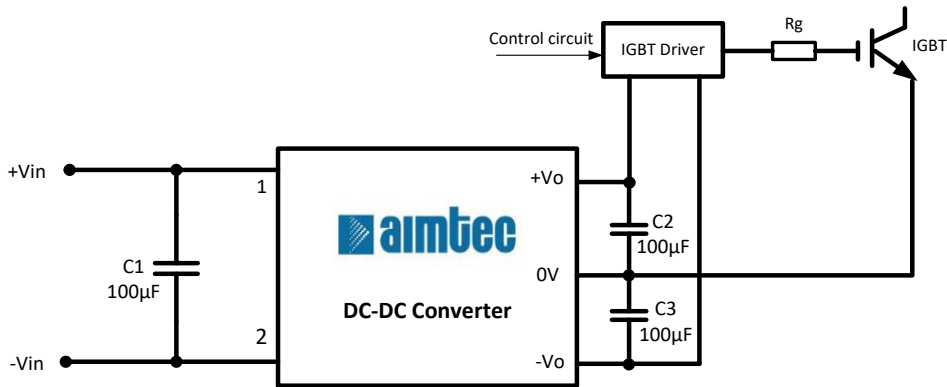 Rg
Control circuit
IGBT Driver
IGBT
+Vin
1
+Vo
aimtec
C2
100µF
C1
100µF
0V
DC-DC Converter
C3
100µF
2
-Vin
-Vo